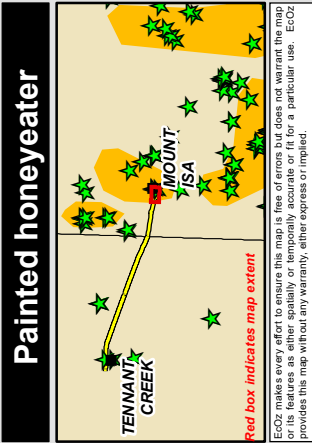 Painted honeyeater
MOUNT
ISA
TENNANT
CREEK
Red box indicates map extent
EcOz makes every effort to ensure this map is free of errors but does not warrant the map
or its features as either spatially or temporally accurate or fit for a particular use. EcOz
provides this map without any warranty, either express or implied.